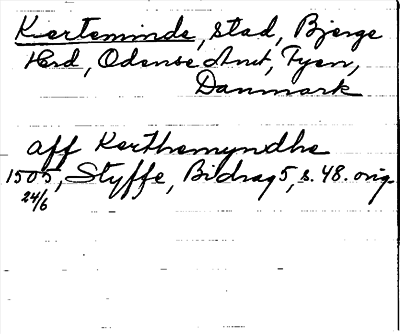 Kerteminde, stad, Bjerge
Hrd, Odense Amt, Fyen,
Danmark
aff Kerthemyndhe
1505, Styffe, Bidrag 5, s. 48. orig.
24/6